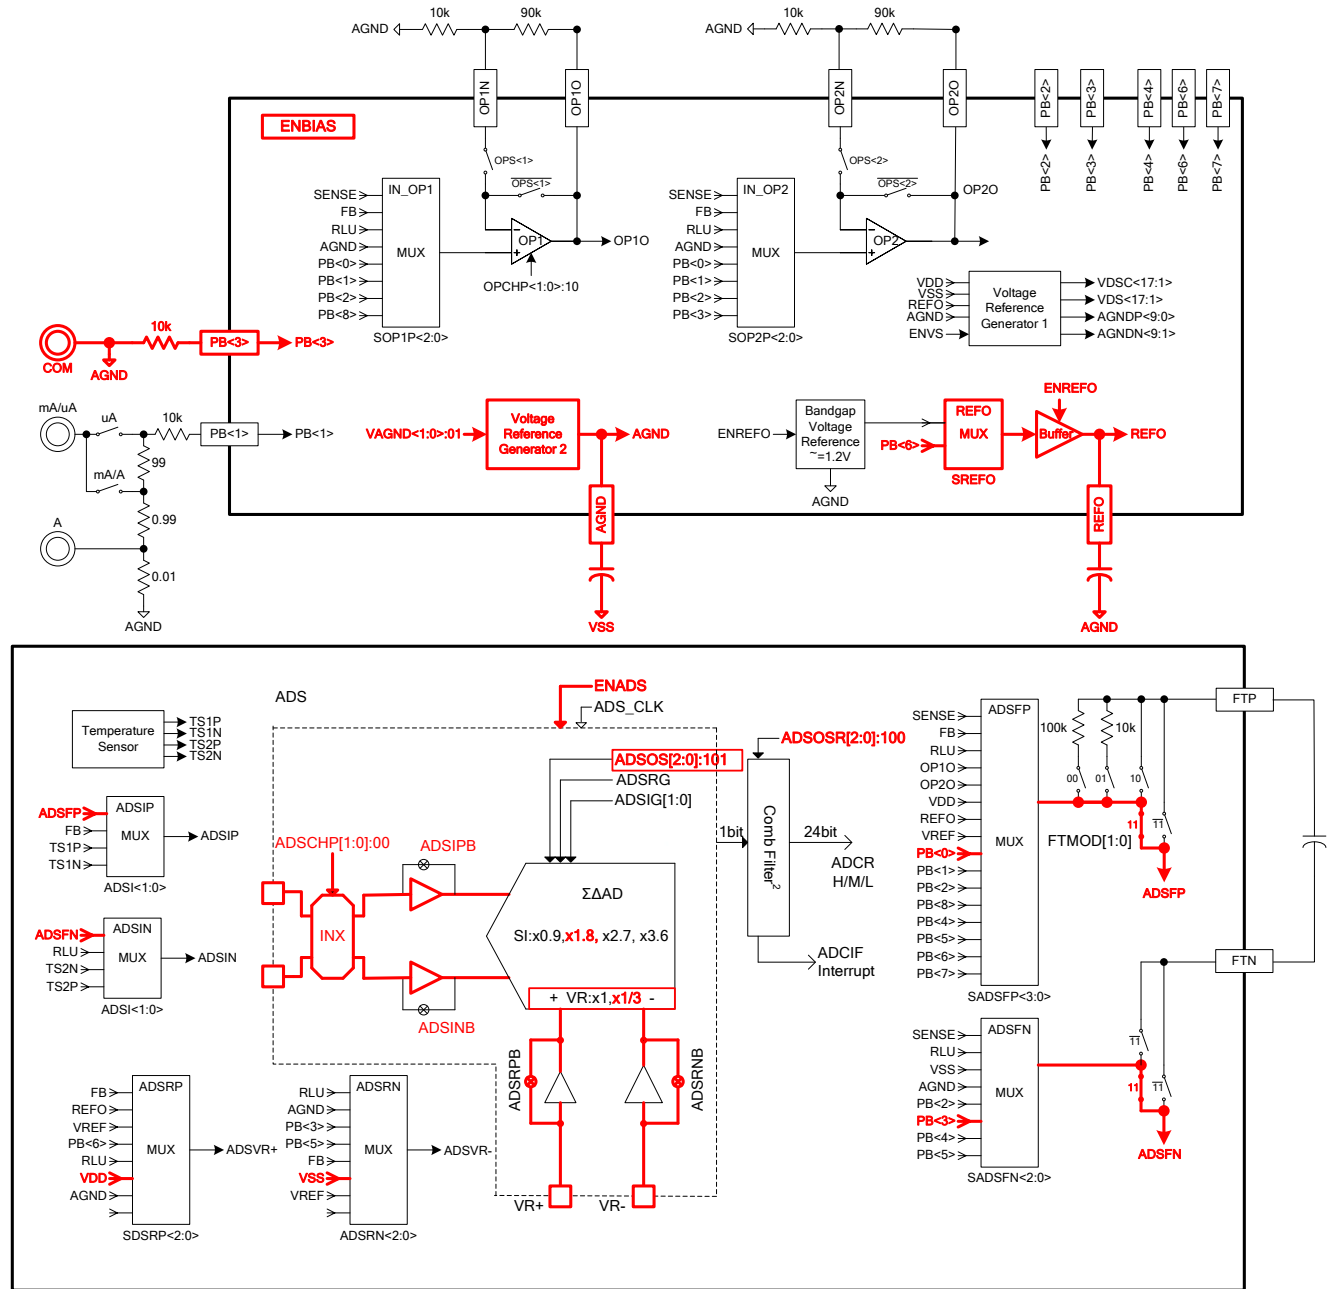 10k
90k
AGND
OP1N
OP1O
10k
90k
AGND
OP2N
OP2O
PB<2>
PB<3>
PB<4>
PB<6>
PB<7>
PB<2>
PB<3>
PB<4>
PB<6>
PB<7>
ENBIAS
OPS<1>
OPS<1>
IN_OP1
MUX
SENSE
FB
RLU
AGND
PB<0>
PB<1>
PB<2>
PB<8>
SOP1P<2:0>
OP1
OP1O
OPCHP<1:0>:10
OPS<2>
OPS<2>
IN_OP2
MUX
SENSE
FB
RLU
AGND
PB<0>
PB<1>
PB<2>
PB<3>
SOP2P<2:0>
OP2
OP2O
VDD
VSS
REFO
AGND
ENVS
Voltage
Reference
Generator 1
VDSC<17:1>
VDS<17:1>
AGNDP<9:0>
AGNDN<9:1>
COM
AGND
10k
PB<3>
PB<3>
mA/uA
uA
10k
PB<1>
PB<1>
99
mA/A
0.99
A
0.01
AGND
VAGND<1:0>:01
Voltage
Reference
Generator 2
AGND
AGND
VSS
ENREFO
Bandgap
Voltage
Reference
~=1.2V
AGND
PB<6>
REFO
MUX
SREFO
ENREFO
Buffer
REFO
REFO
AGND
Temperature
Sensor
TS1P
TS1N
TS2P
TS2N
ADSFP
FB
TS1P
TS1N
ADSIP
MUX
ADSIP
ADSI<1:0>
ADSFN
RLU
TS2N
TS2P
ADSIN
MUX
ADSIN
ADSI<1:0>
FB
REFO
VREF
PB<6>
RLU
VDD
AGND
ADSRP
MUX
ADSVR+
SDSRP<2:0>
RLU
AGND
PB<3>
PB<5>
FB
VSS
VREF
ADSRN
MUX
ADSVR-
ADSRN<2:0>
ADS
ENADS
ADS_CLK
ADSOS[2:0]:101
ADSRG
ADSIG[1:0]
ADSCHP[1:0]:00
INX
ADSIPB
ADSINB
ΣΔAD
SI:x0.9,x1.8, x2.7, x3.6
+ VR:x1,x1/3 -
ADSRPB
ADSRNB
VR+
VR-
ADSOSR[2:0]:100
1bit
Comb Filter²
24bit
ADCR
H/M/L
ADCIF
Interrupt
SENSE
FB
RLU
OP1O
OP2O
VDD
REFO
VREF
PB<0>
PB<1>
PB<2>
PB<8>
PB<4>
PB<5>
PB<6>
PB<7>
ADSFP
MUX
SADSFP<3:0>
100k
10k
00
01
10
11
11
FTMOD[1:0]
ADSFP
FTP
FTN
SENSE
RLU
VSS
AGND
PB<2>
PB<3>
PB<4>
PB<5>
ADSFN
MUX
SADSFN<2:0>
11
11
11
ADSFN